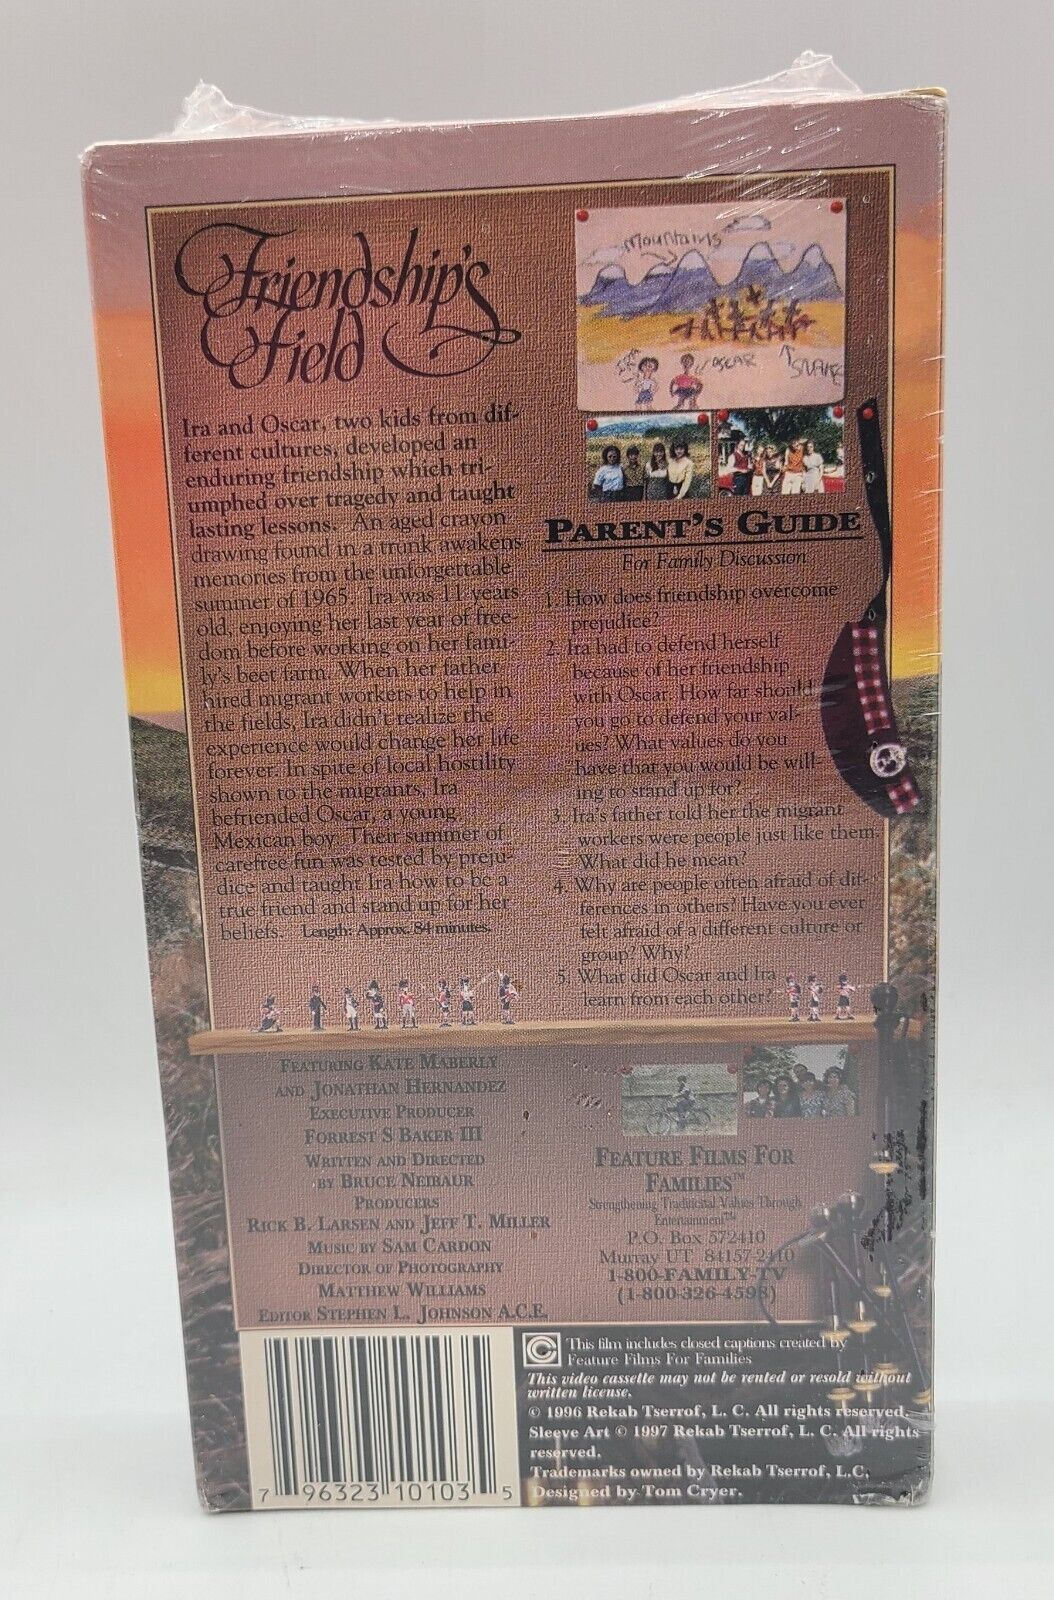 Friendship's
Field
Ira and Oscar, two kids from dif-
ferent cultures, developed an
enduring friendship which tri-
umphed over tragedy and taught
lasting lessons. An aged crayon
drawing found in a trunk awakens
memories from the unforgettable
summer of 1965. Ira was 11 years
old, enjoying her last year of free-
dom before working on her fami-
ly's beet farm. When her father
hired migrant workers to help in
the fields, Ira didn't realize the
experience would change her life
forever. In spite of local hostility
shown to the migrants, Ira
befriended Oscar, a young
Mexican boy. Their summer of
carefree fun was tested by preju-
dice and taught Ira how to be a
true friend and stand up for her
beliefs. Length: Approx. 84 minutes.
Mountains
OSCAR
PARENT'S GUIDE
For Family Discussion
1. How does friendship overcome
prejudice?
2. Ira had to defend herself
because of her friendship
with Oscar. How far should
you go to defend your val-
ues? What values do you
have that you would be will-
ing to stand up for?
3. Ira's father told her the migrant
workers were people just like them.
What did he mean?
4. Why are people often afraid of dif-
ferences in others? Have you ever
felt afraid of a different culture or
group? Why?
5. What did Oscar and Ira
learn from each other?
FEATURING KATE MABERLY
AND JONATHAN HERNANDEZ
EXECUTIVE PRODUCER
FORREST S BAKER III
WRITTEN AND DIRECTED
BY BRUCE NEIBAUR
PRODUCERS
RICK B. LARSEN AND JEFF T. MILLER
MUSIC BY SAM CARDON
DIRECTOR OF PHOTOGRAPHY
MATTHEW WILLIAMS
EDITOR STEPHEN L. JOHNSON A.C.E.
FEATURE FILMS FOR
FAMILIES™
Strengthening Traditional Values Through
Entertainment™
P.O. Box 572410
Murray UT 84157-2410
1-800-FAMILY-TV
(1-800-326-4598)
This film includes closed captions created by
Feature Films For Families
This video cassette may not be rented or resold without
written license.
© 1996 Rekab Tserrof, L. C. All rights reserved.
Sleeve Art © 1997 Rekab Tserrof, L. C. All rights
reserved.
Trademarks owned by Rekab Tserrof, L.C.
Designed by Tom Cryer.
7 96323 10103 5